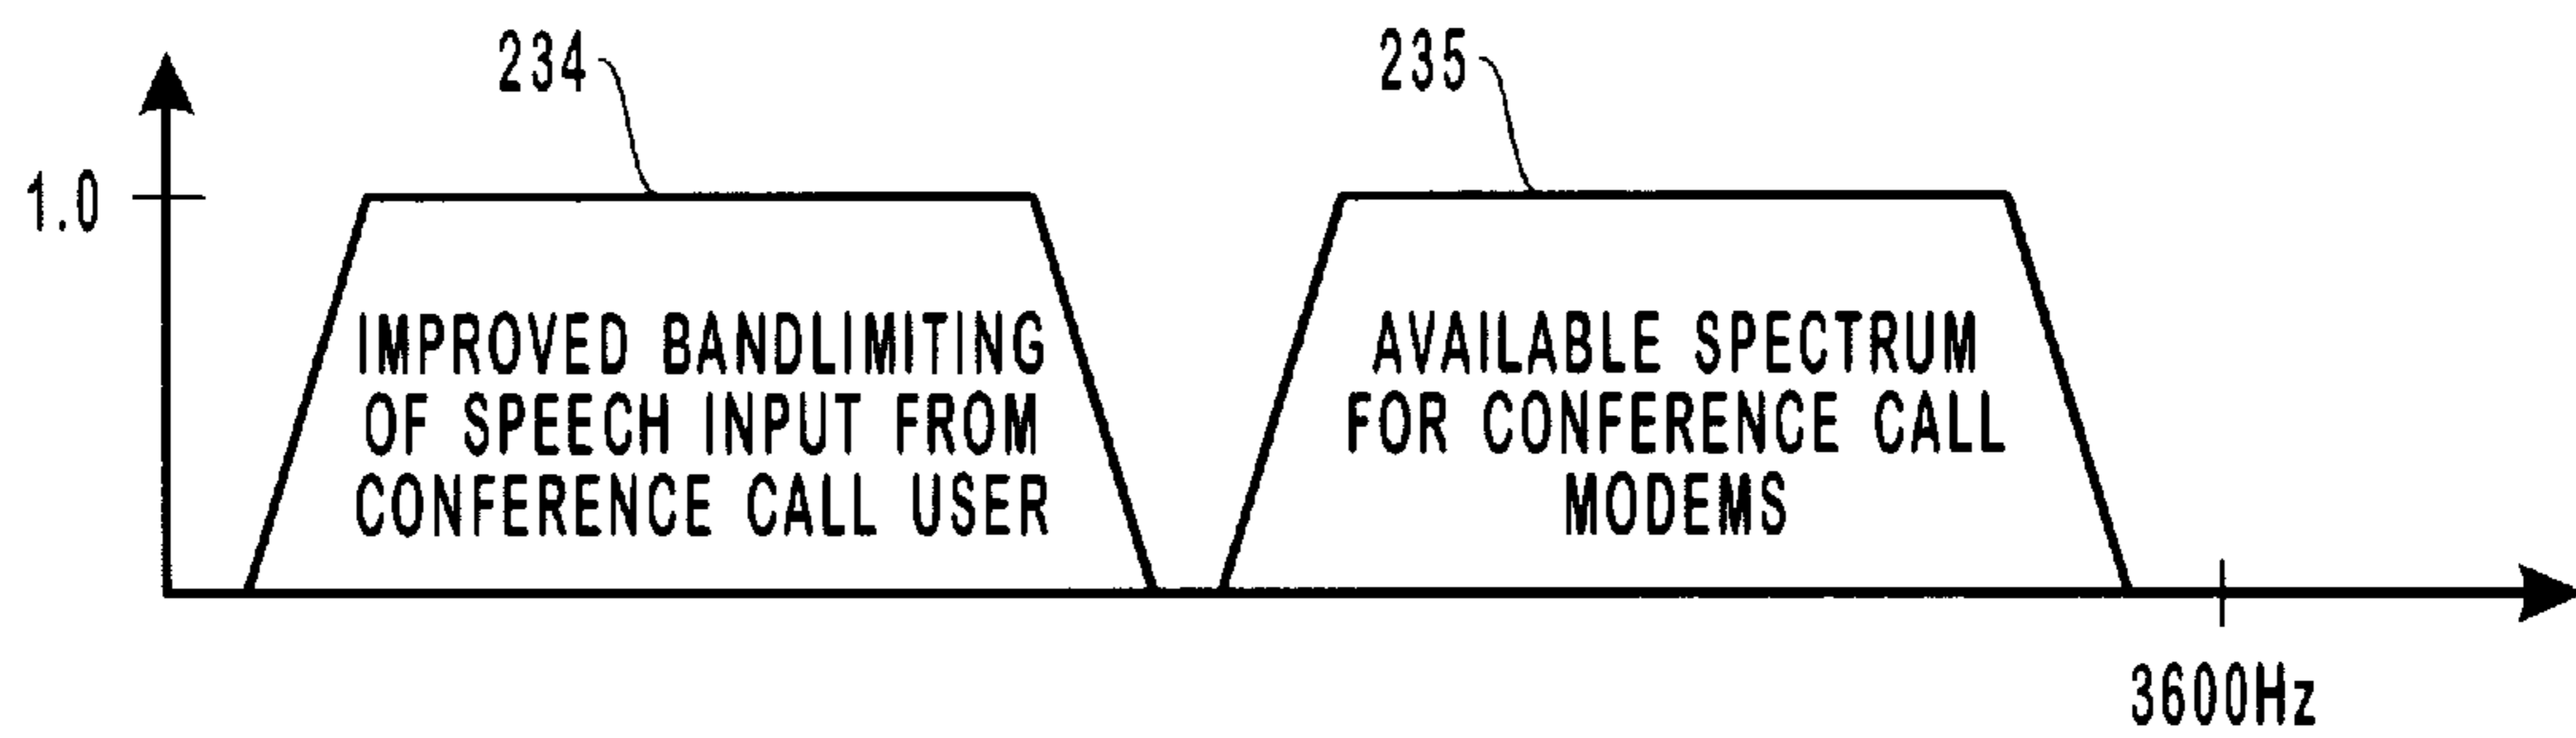 234
235
1.0
IMPROVED BANDLIMITING
OF SPEECH INPUT FROM
CONFERENCE CALL USER
AVAILABLE SPECTRUM
FOR CONFERENCE CALL
MODEMS
3600Hz